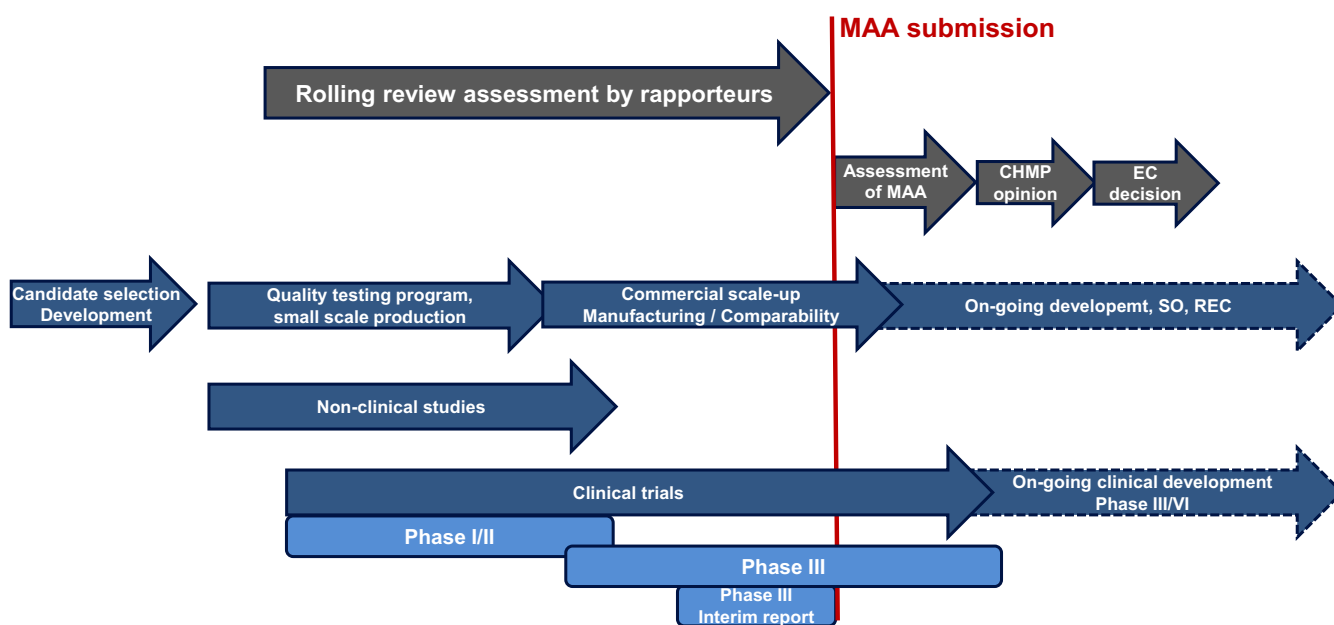 MAA submission
Rolling review assessment by rapporteurs
Assessment
of MAA
CHMP
opinion
EC
decision
Candidate selection
Development
Quality testing program,
small scale production
Commercial scale-up
Manufacturing / Comparability
On-going developemt, SO, REC
Non-clinical studies
Clinical trials
On-going clinical development
Phase III/VI
Phase I/II
Phase III
Phase III
Interim report